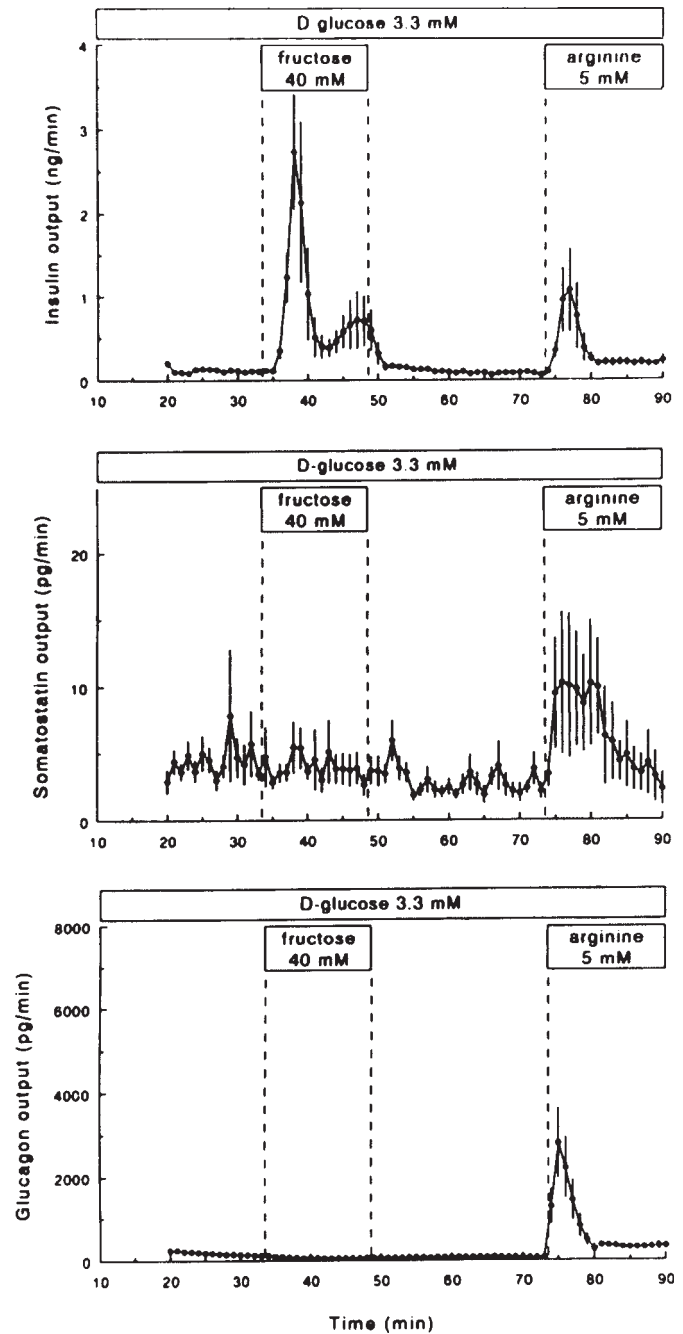 D glucose 3.3 mM
fructose
40 mM
arginine
5 mM
Insulin output (ng/min)
4
3
2
1
0
10 20 30 40 50 60 70 80 90
D-glucose 3.3 mM
fructose
40 mM
arginine
5 mM
Somatostatin output (pg/min)
20
10
0
10 20 30 40 50 60 70 80 90
D-glucose 3.3 mM
fructose
40 mM
arginine
5 mM
Glucagon output (pg/min)
8000
6000
4000
2000
0
10 20 30 40 50 60 70 80 90
Time (min)